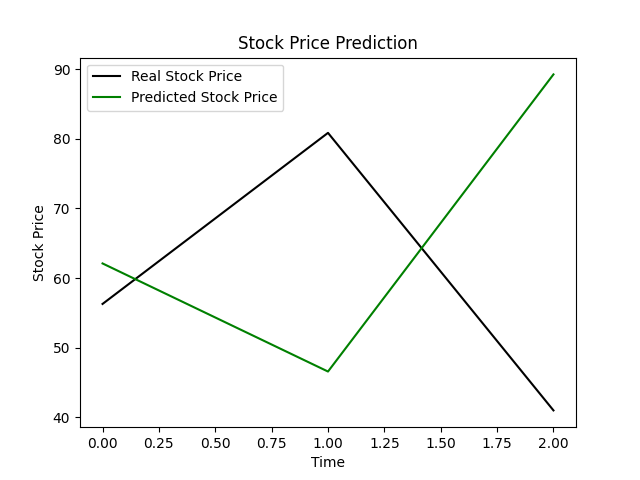 Stock Price Prediction
Real Stock Price
Predicted Stock Price
Stock Price
90
80
70
60
50
40
0.00 0.25 0.50 0.75 1.00 1.25 1.50 1.75 2.00
Time